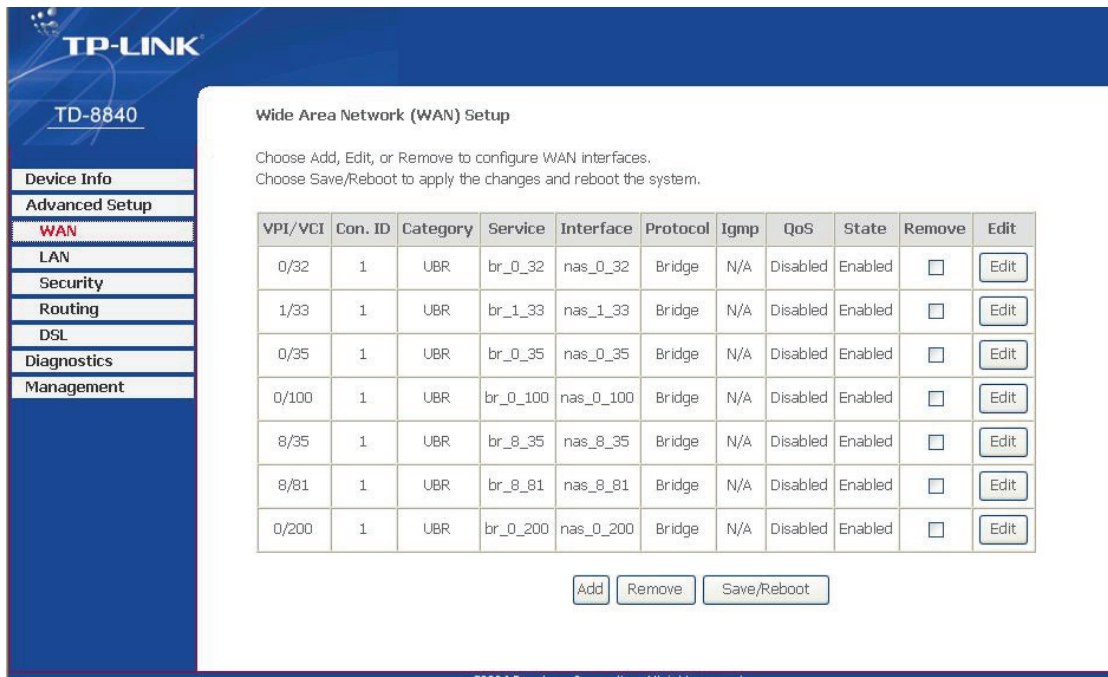 TP-LINK
TD-8840
Device Info
Advanced Setup
WAN
LAN
Security
Routing
DSL
Diagnostics
Management
Wide Area Network (WAN) Setup
Choose Add, Edit, or Remove to configure WAN interfaces.
Choose Save/Reboot to apply the changes and reboot the system.
VPI/VCI Con. ID Category Service Interface Protocol Igmp QoS State Remove Edit
0/32 1 UBR br_0_32 nas_0_32 Bridge N/A Disabled Enabled Edit
1/33 1 UBR br_1_33 nas_1_33 Bridge N/A Disabled Enabled Edit
0/35 1 UBR br_0_35 nas_0_35 Bridge N/A Disabled Enabled Edit
0/100 1 UBR br_0_100 nas_0_100 Bridge N/A Disabled Enabled Edit
8/35 1 UBR br_8_35 nas_8_35 Bridge N/A Disabled Enabled Edit
8/81 1 UBR br_8_81 nas_8_81 Bridge N/A Disabled Enabled Edit
0/200 1 UBR br_0_200 nas_0_200 Bridge N/A Disabled Enabled Edit
Add Remove Save/Reboot